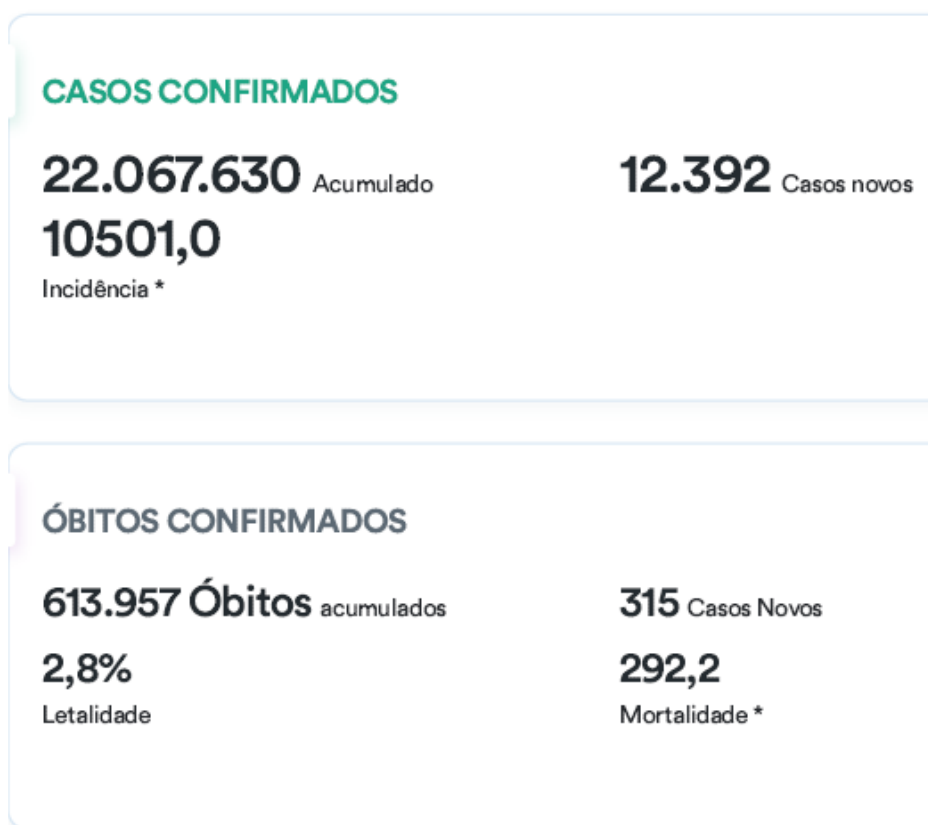 CASOS CONFIRMADOS
22.067.630 Acumulado 12.392 Casos novos
10501,0
Incidência *
ÓBITOS CONFIRMADOS
613.957 Óbitos acumulados 315 Casos Novos
2,8% 292,2
Letalidade Mortalidade *